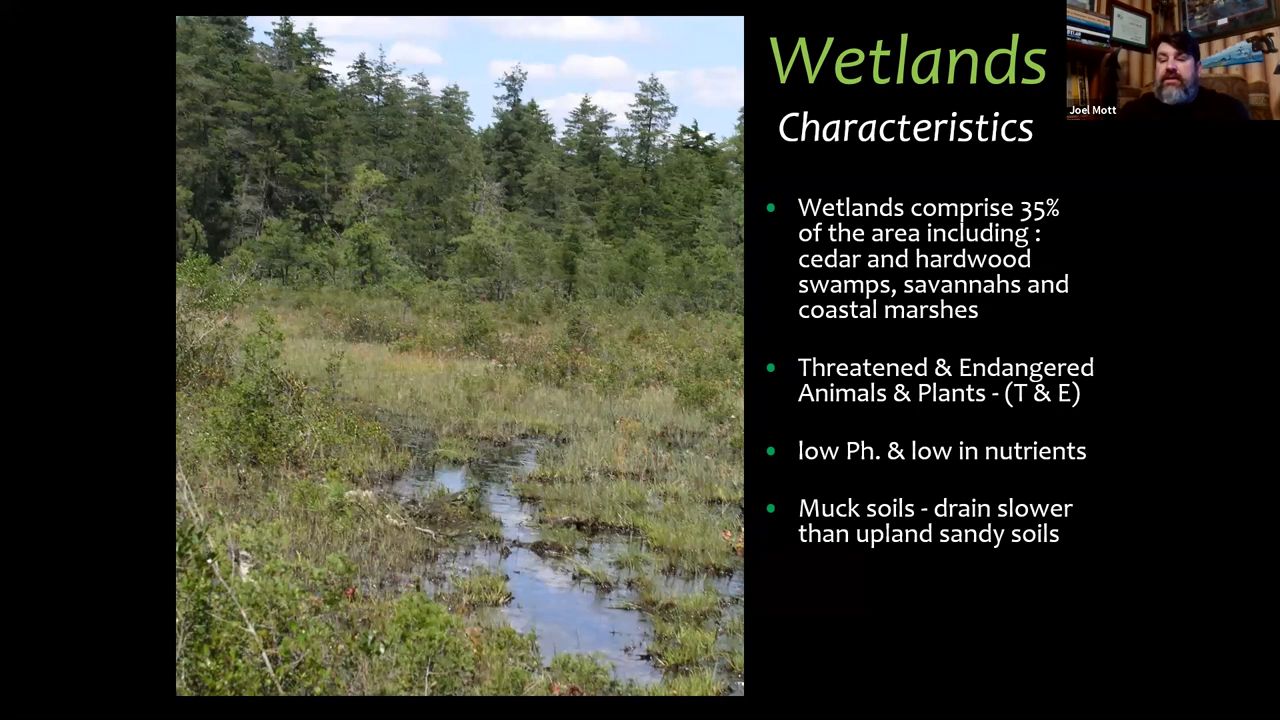 Wetlands
Characteristics
Joel Mott
• Wetlands comprise 35%
of the area including :
cedar and hardwood
swamps, savannahs and
coastal marshes
• Threatened & Endangered
Animals & Plants - (T & E)
• low Ph. & low in nutrients
• Muck soils - drain slower
than upland sandy soils